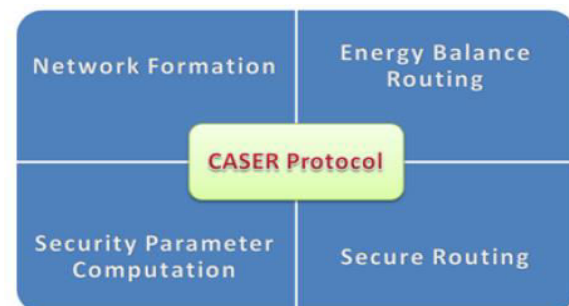 Network Formation
Energy Balance
Routing
CASER Protocol
Security Parameter
Computation
Secure Routing